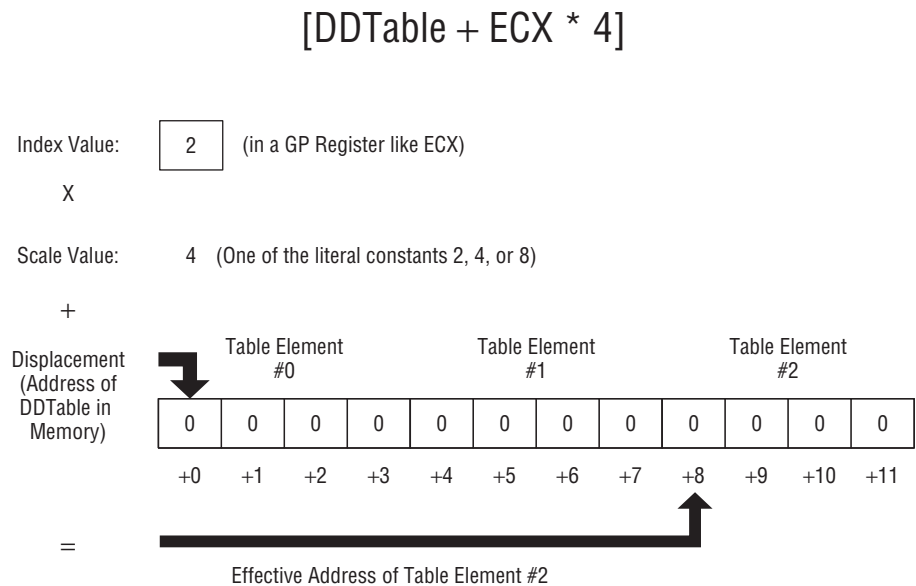 [DDTable + ECX * 4]
Index Value: 2 (in a GP Register like ECX)
X
Scale Value: 4 (One of the literal constants 2, 4, or 8)
+
Displacement
(Address of
DDTable in
Memory)
Table Element
#0
Table Element
#1
Table Element
#2
0 0 0 0 0 0 0 0 0 0 0 0
+0 +1 +2 +3 +4 +5 +6 +7 +8 +9 +10 +11
=
Effective Address of Table Element #2